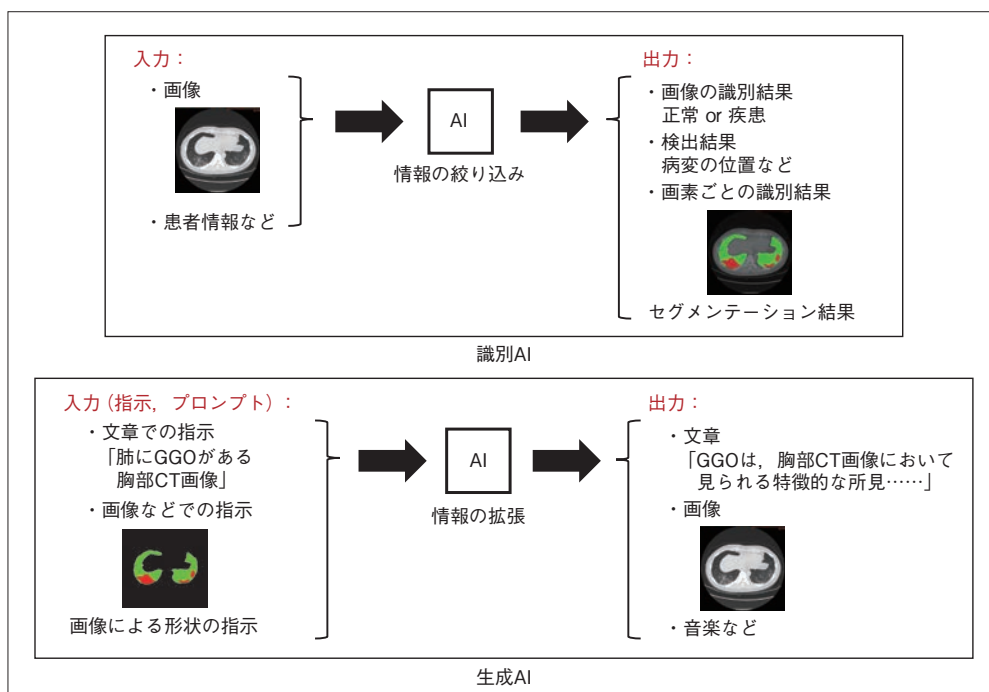 入力：
・画像
・患者情報など
AI
情報の絞り込み
出力：
・画像の識別結果
正常 or 疾患
・検出結果
病変の位置など
・画素ごとの識別結果
セグメンテーション結果
識別AI
入力（指示，プロンプト）：
・文章での指示
「肺にGGOがある
胸部CT画像」
・画像などでの指示
画像による形状の指示
AI
情報の拡張
出力：
・文章
「GGOは，胸部CT画像において
見られる特徴的な所見……」
・画像
・音楽など
生成AI